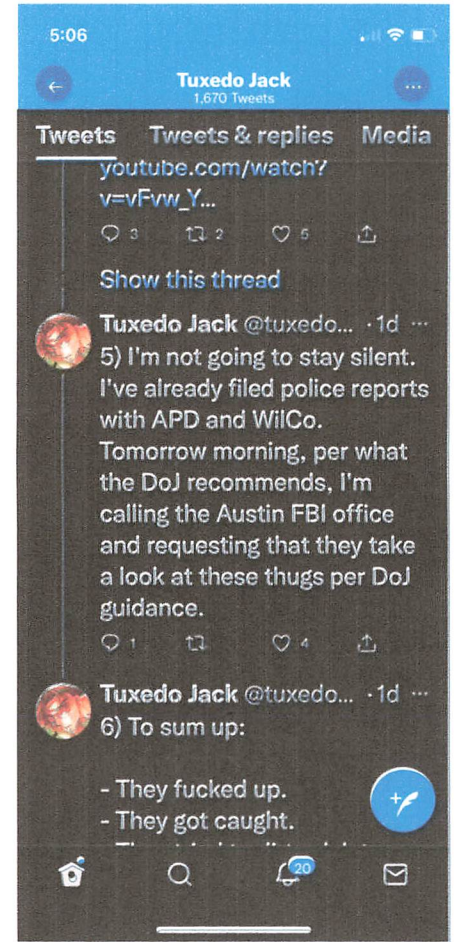 5:06
Tuxedo Jack
1,670 Tweets
Tweets Tweets & replies Media
youtube.com/watch?
v=vFvw_Y...
3 2 5
Show this thread
Tuxedo Jack @tuxedo... · 1d ···
5) I'm not going to stay silent.
I've already filed police reports
with APD and WilCo.
Tomorrow morning, per what
the DoJ recommends, I'm
calling the Austin FBI office
and requesting that they take
a look at these thugs per DoJ
guidance.
1 4
Tuxedo Jack @tuxedo... · 1d ···
6) To sum up:
- They fucked up.
- They got caught.
20